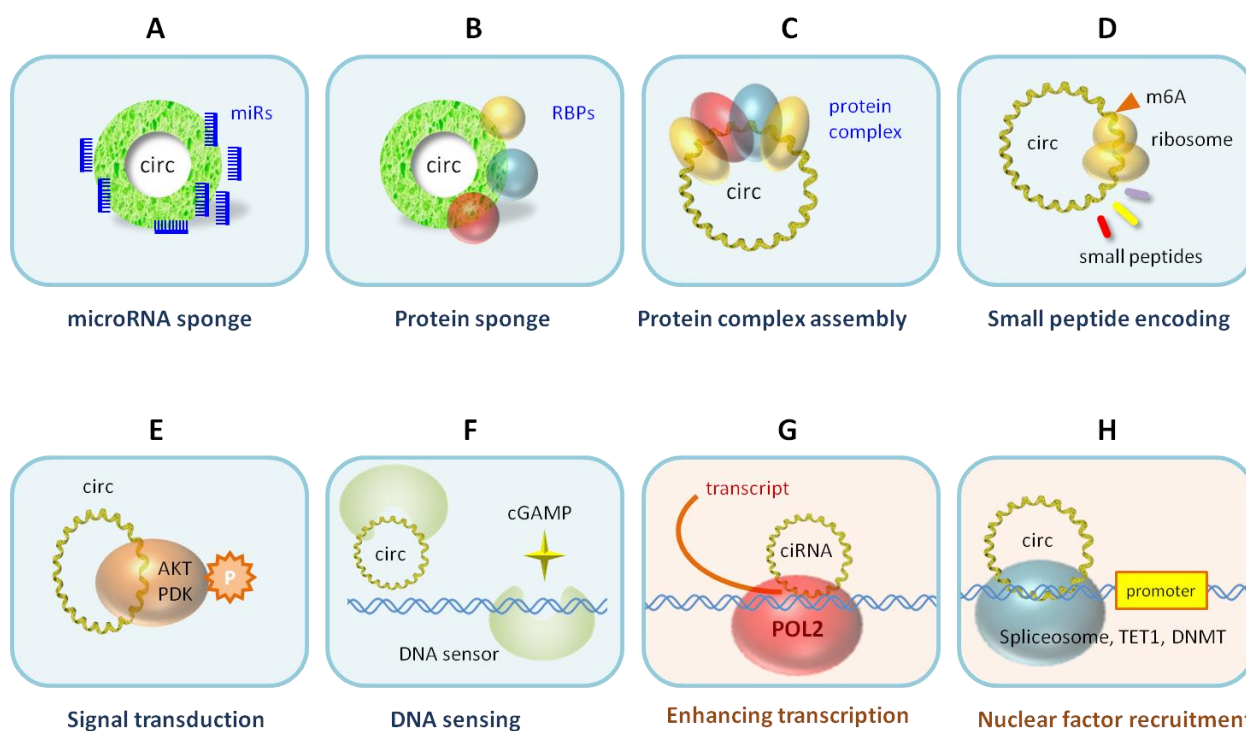 A
B
C
D
miRs
circ
RBPs
circ
protein
complex
circ
m6A
circ
ribosome
small peptides
microRNA sponge
Protein sponge
Protein complex assembly
Small peptide encoding
E
F
G
H
circ
AKT
PDK
P
circ
cGAMP
DNA sensor
transcript
ciRNA
POL2
circ
promoter
Spliceosome, TET1, DNMT
Signal transduction
DNA sensing
Enhancing transcription
Nuclear factor recruitment